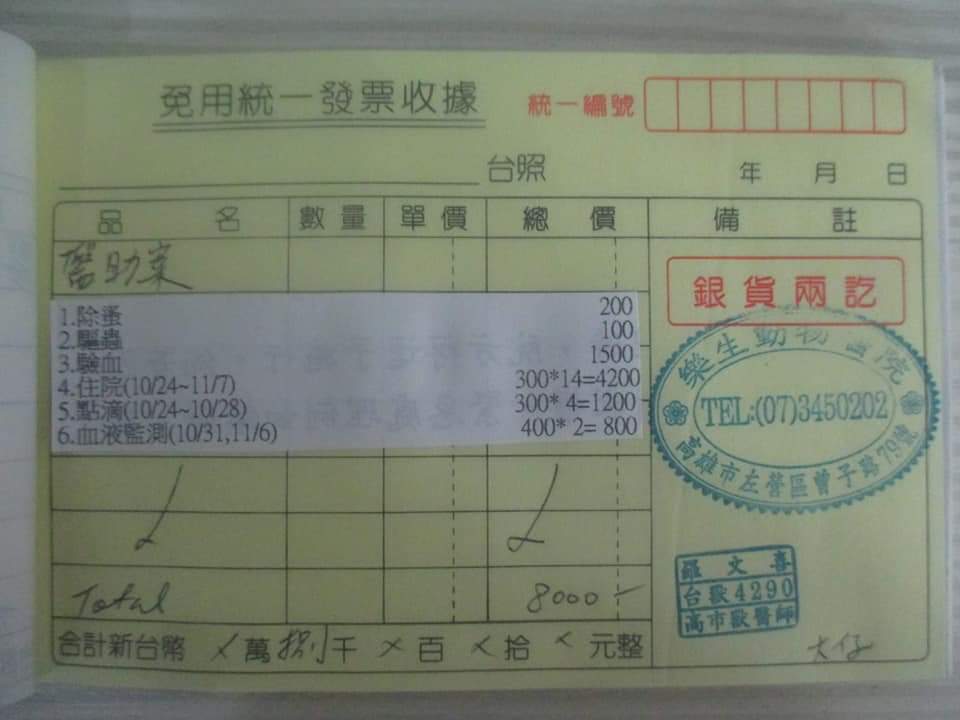 免用統一發票收據
統一編號
台照
年 月 日
品名 數量 單價 總價 備註
醫助案
1.除蚤 200
2.驅蟲 100
3.驗血 1500
4.住院(10/24~11/7) 300*14=4200
5.點滴(10/24~10/28) 300* 4=1200
6.血液監測(10/31,11/6) 400* 2= 800
銀貨兩訖
樂生動物醫院
TEL:(07)3450202
高雄市左營區曾子路79號
Total 8000-
羅文喜
台獸4290
高市獸醫師
合計新台幣 ×萬捌千×百×拾×元整
大仔